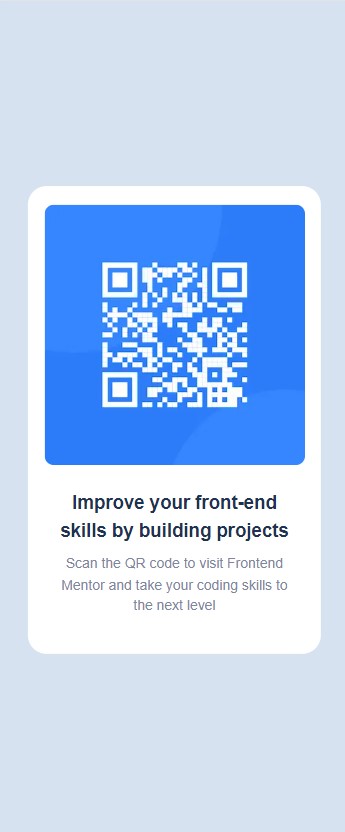 Improve your front-end
skills by building projects
Scan the QR code to visit Frontend
Mentor and take your coding skills to
the next level